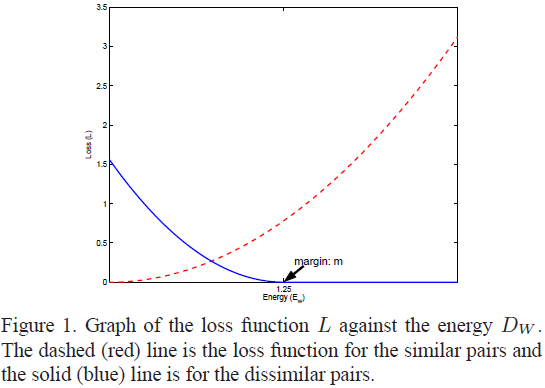 3.5
3
2.5
2
1.5
1
0.5
0
Loss (L)
margin: m
1.25
Energy (E_w)
Figure 1. Graph of the loss function L against the energy D_W.
The dashed (red) line is the loss function for the similar pairs and
the solid (blue) line is for the dissimilar pairs.